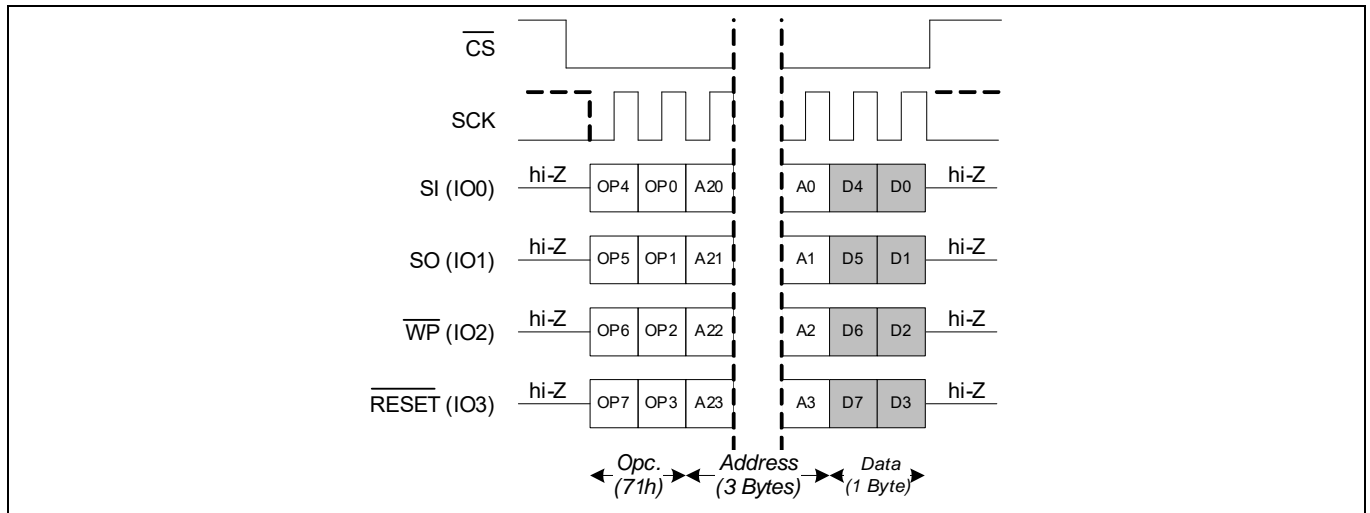 CS
SCK
SI (IO0) hi-Z OP4 OP0 A20 A0 D4 D0 hi-Z
SO (IO1) hi-Z OP5 OP1 A21 A1 D5 D1 hi-Z
WP (IO2) hi-Z OP6 OP2 A22 A2 D6 D2 hi-Z
RESET (IO3) hi-Z OP7 OP3 A23 A3 D7 D3 hi-Z
Opc. Address Data
(71h) (3 Bytes) (1 Byte)